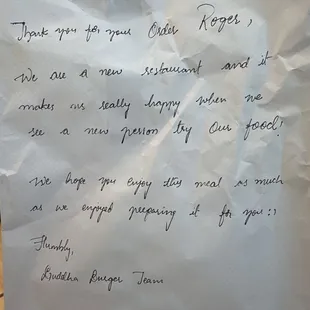 Thank you for your Order Roger,
We are a new restaurant and it
makes us really happy when we
see a new person try Our food!
We hope you enjoy this meal as much
as we enjoyed preparing it for you::
Humbly,
Buddha Burger Team